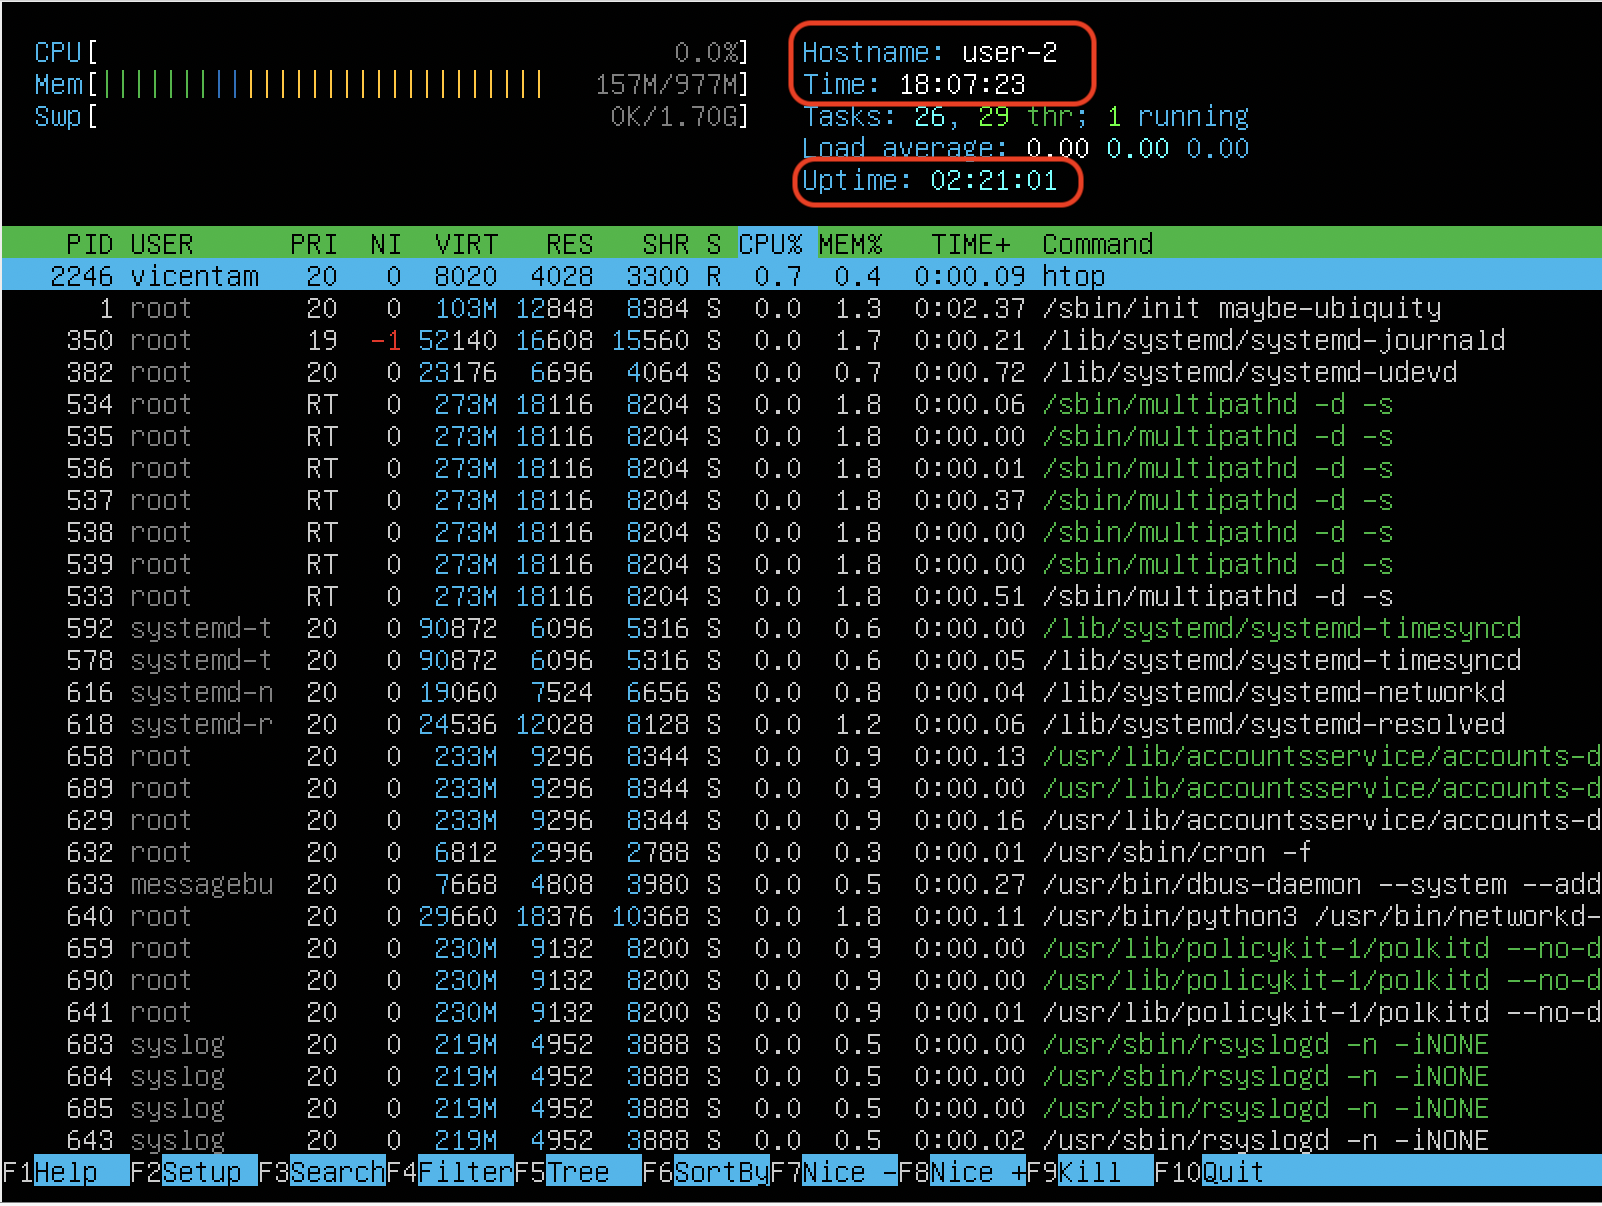 CPU[ 0.0%] Hostname: user-2
Mem[||||||||||||||||||||||||||||157M/977M] Time: 18:07:23
Swp[ 0K/1.70G] Tasks: 26, 29 thr; 1 running
Load average: 0.00 0.00 0.00
Uptime: 02:21:01
PID USER PRI NI VIRT RES SHR S CPU% MEM% TIME+ Command
2246 vicentam 20 0 8020 4028 3300 R 0.7 0.4 0:00.09 htop
1 root 20 0 103M 12848 8384 S 0.0 1.3 0:02.37 /sbin/init maybe-ubiquity
350 root 19 -1 52140 16608 15560 S 0.0 1.7 0:00.21 /lib/systemd/systemd-journald
382 root 20 0 23176 6696 4064 S 0.0 0.7 0:00.72 /lib/systemd/systemd-udevd
534 root RT 0 273M 18116 8204 S 0.0 1.8 0:00.06 /sbin/multipathd -d -s
535 root RT 0 273M 18116 8204 S 0.0 1.8 0:00.00 /sbin/multipathd -d -s
536 root RT 0 273M 18116 8204 S 0.0 1.8 0:00.01 /sbin/multipathd -d -s
537 root RT 0 273M 18116 8204 S 0.0 1.8 0:00.37 /sbin/multipathd -d -s
538 root RT 0 273M 18116 8204 S 0.0 1.8 0:00.00 /sbin/multipathd -d -s
539 root RT 0 273M 18116 8204 S 0.0 1.8 0:00.00 /sbin/multipathd -d -s
533 root RT 0 273M 18116 8204 S 0.0 1.8 0:00.51 /sbin/multipathd -d -s
592 systemd-t 20 0 90872 6096 5316 S 0.0 0.6 0:00.00 /lib/systemd/systemd-timesyncd
578 systemd-t 20 0 90872 6096 5316 S 0.0 0.6 0:00.05 /lib/systemd/systemd-timesyncd
616 systemd-n 20 0 19060 7524 6656 S 0.0 0.8 0:00.04 /lib/systemd/systemd-networkd
618 systemd-r 20 0 24536 12028 8128 S 0.0 1.2 0:00.06 /lib/systemd/systemd-resolved
658 root 20 0 233M 9296 8344 S 0.0 0.9 0:00.13 /usr/lib/accountsservice/accounts-d
689 root 20 0 233M 9296 8344 S 0.0 0.9 0:00.00 /usr/lib/accountsservice/accounts-d
629 root 20 0 233M 9296 8344 S 0.0 0.9 0:00.16 /usr/lib/accountsservice/accounts-d
632 root 20 0 6812 2996 2788 S 0.0 0.3 0:00.01 /usr/sbin/cron -f
633 messagebu 20 0 7668 4808 3980 S 0.0 0.5 0:00.27 /usr/bin/dbus-daemon --system --add
640 root 20 0 29660 18376 10368 S 0.0 1.8 0:00.11 /usr/bin/python3 /usr/bin/networkd-
659 root 20 0 230M 9132 8200 S 0.0 0.9 0:00.00 /usr/lib/policykit-1/polkitd --no-d
690 root 20 0 230M 9132 8200 S 0.0 0.9 0:00.00 /usr/lib/policykit-1/polkitd --no-d
641 root 20 0 230M 9132 8200 S 0.0 0.9 0:00.01 /usr/lib/policykit-1/polkitd --no-d
683 syslog 20 0 219M 4952 3888 S 0.0 0.5 0:00.00 /usr/sbin/rsyslogd -n -iNONE
684 syslog 20 0 219M 4952 3888 S 0.0 0.5 0:00.00 /usr/sbin/rsyslogd -n -iNONE
685 syslog 20 0 219M 4952 3888 S 0.0 0.5 0:00.00 /usr/sbin/rsyslogd -n -iNONE
643 syslog 20 0 219M 4952 3888 S 0.0 0.5 0:00.02 /usr/sbin/rsyslogd -n -iNONE
F1Help F2Setup F3SearchF4FilterF5Tree F6SortByF7Nice -F8Nice +F9Kill F10Quit